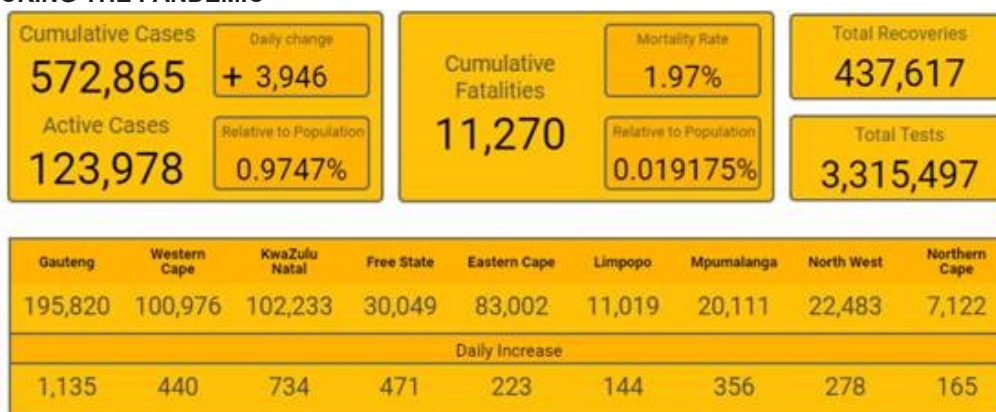 Cumulative Cases
572,865
Daily change
+ 3,946
Active Cases
123,978
Relative to Population
0.9747%
Cumulative
Fatalities
11,270
Mortality Rate
1.97%
Relative to Population
0.019175%
Total Recoveries
437,617
Total Tests
3,315,497
Gauteng Western Cape KwaZulu Natal Free State Eastern Cape Limpopo Mpumalanga North West Northern Cape
195,820 100,976 102,233 30,049 83,002 11,019 20,111 22,483 7,122
Daily Increase
1,135 440 734 471 223 144 356 278 165